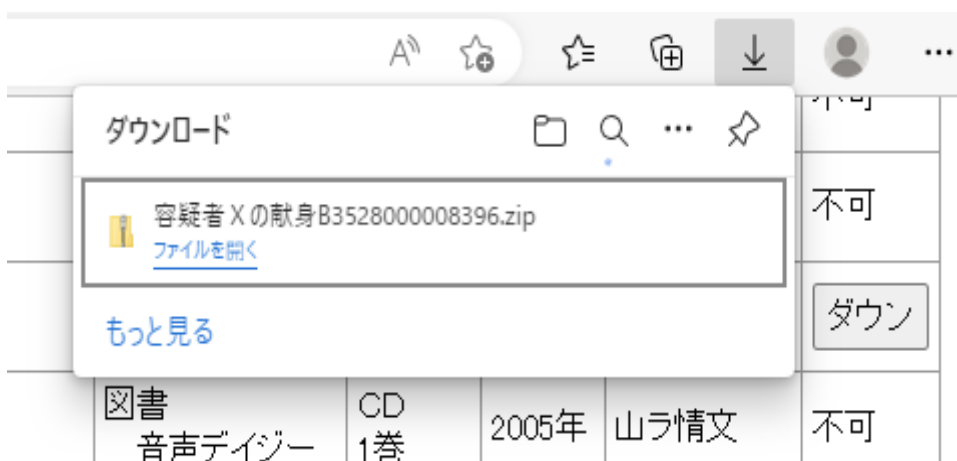 不可
ダウンロード
容疑者Xの献身B3528000008396.zip
ファイルを開く
不可
もっと見る
ダウン
図書
音声デイジー
CD
1巻
2005年
山ラ情文
不可